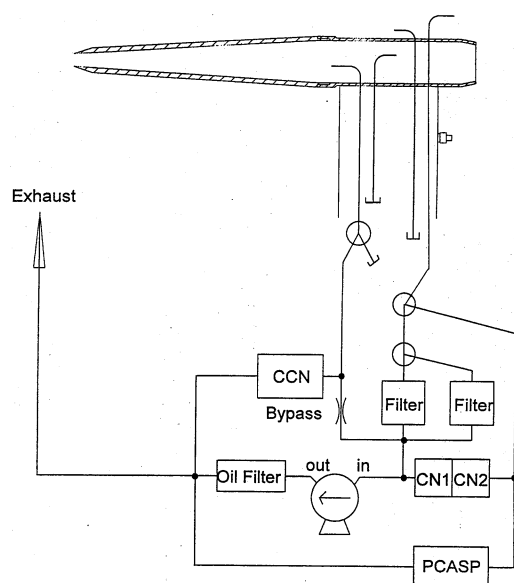 Exhaust
CCN
Bypass
Filter
Filter
out
in
Oil Filter
CN1
CN2
PCASP